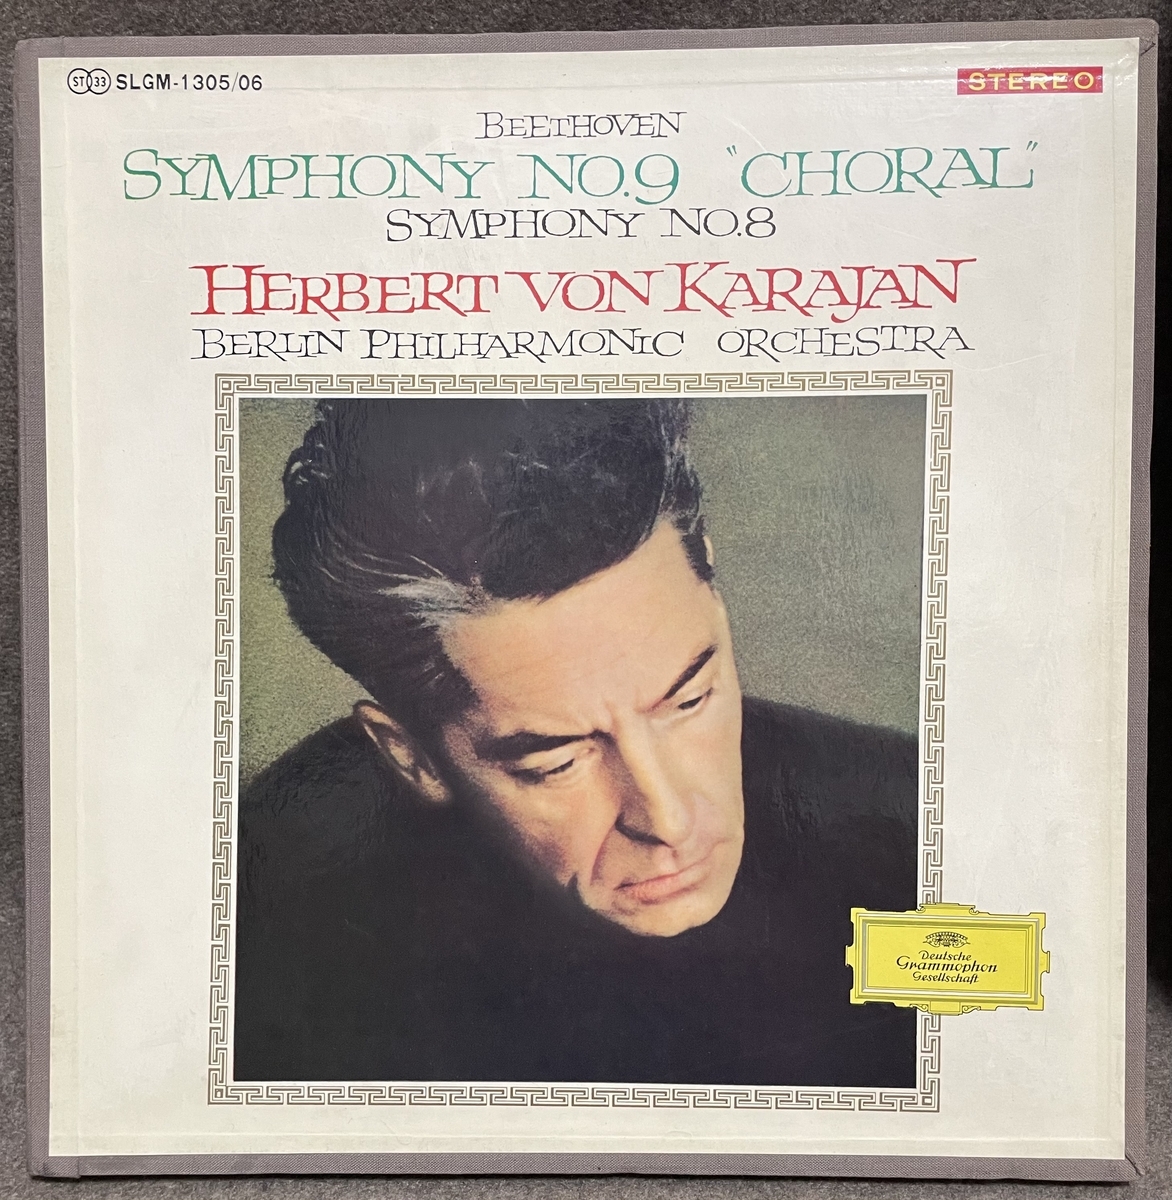 ST 33 SLGM-1305/06
STEREO
BEETHOVEN
SYMPHONY NO.9 "CHORAL"
SYMPHONY NO.8
HERBERT VON KARAJAN
BERLIN PHILHARMONIC ORCHESTRA
Deutsche
Grammophon
Gesellschaft